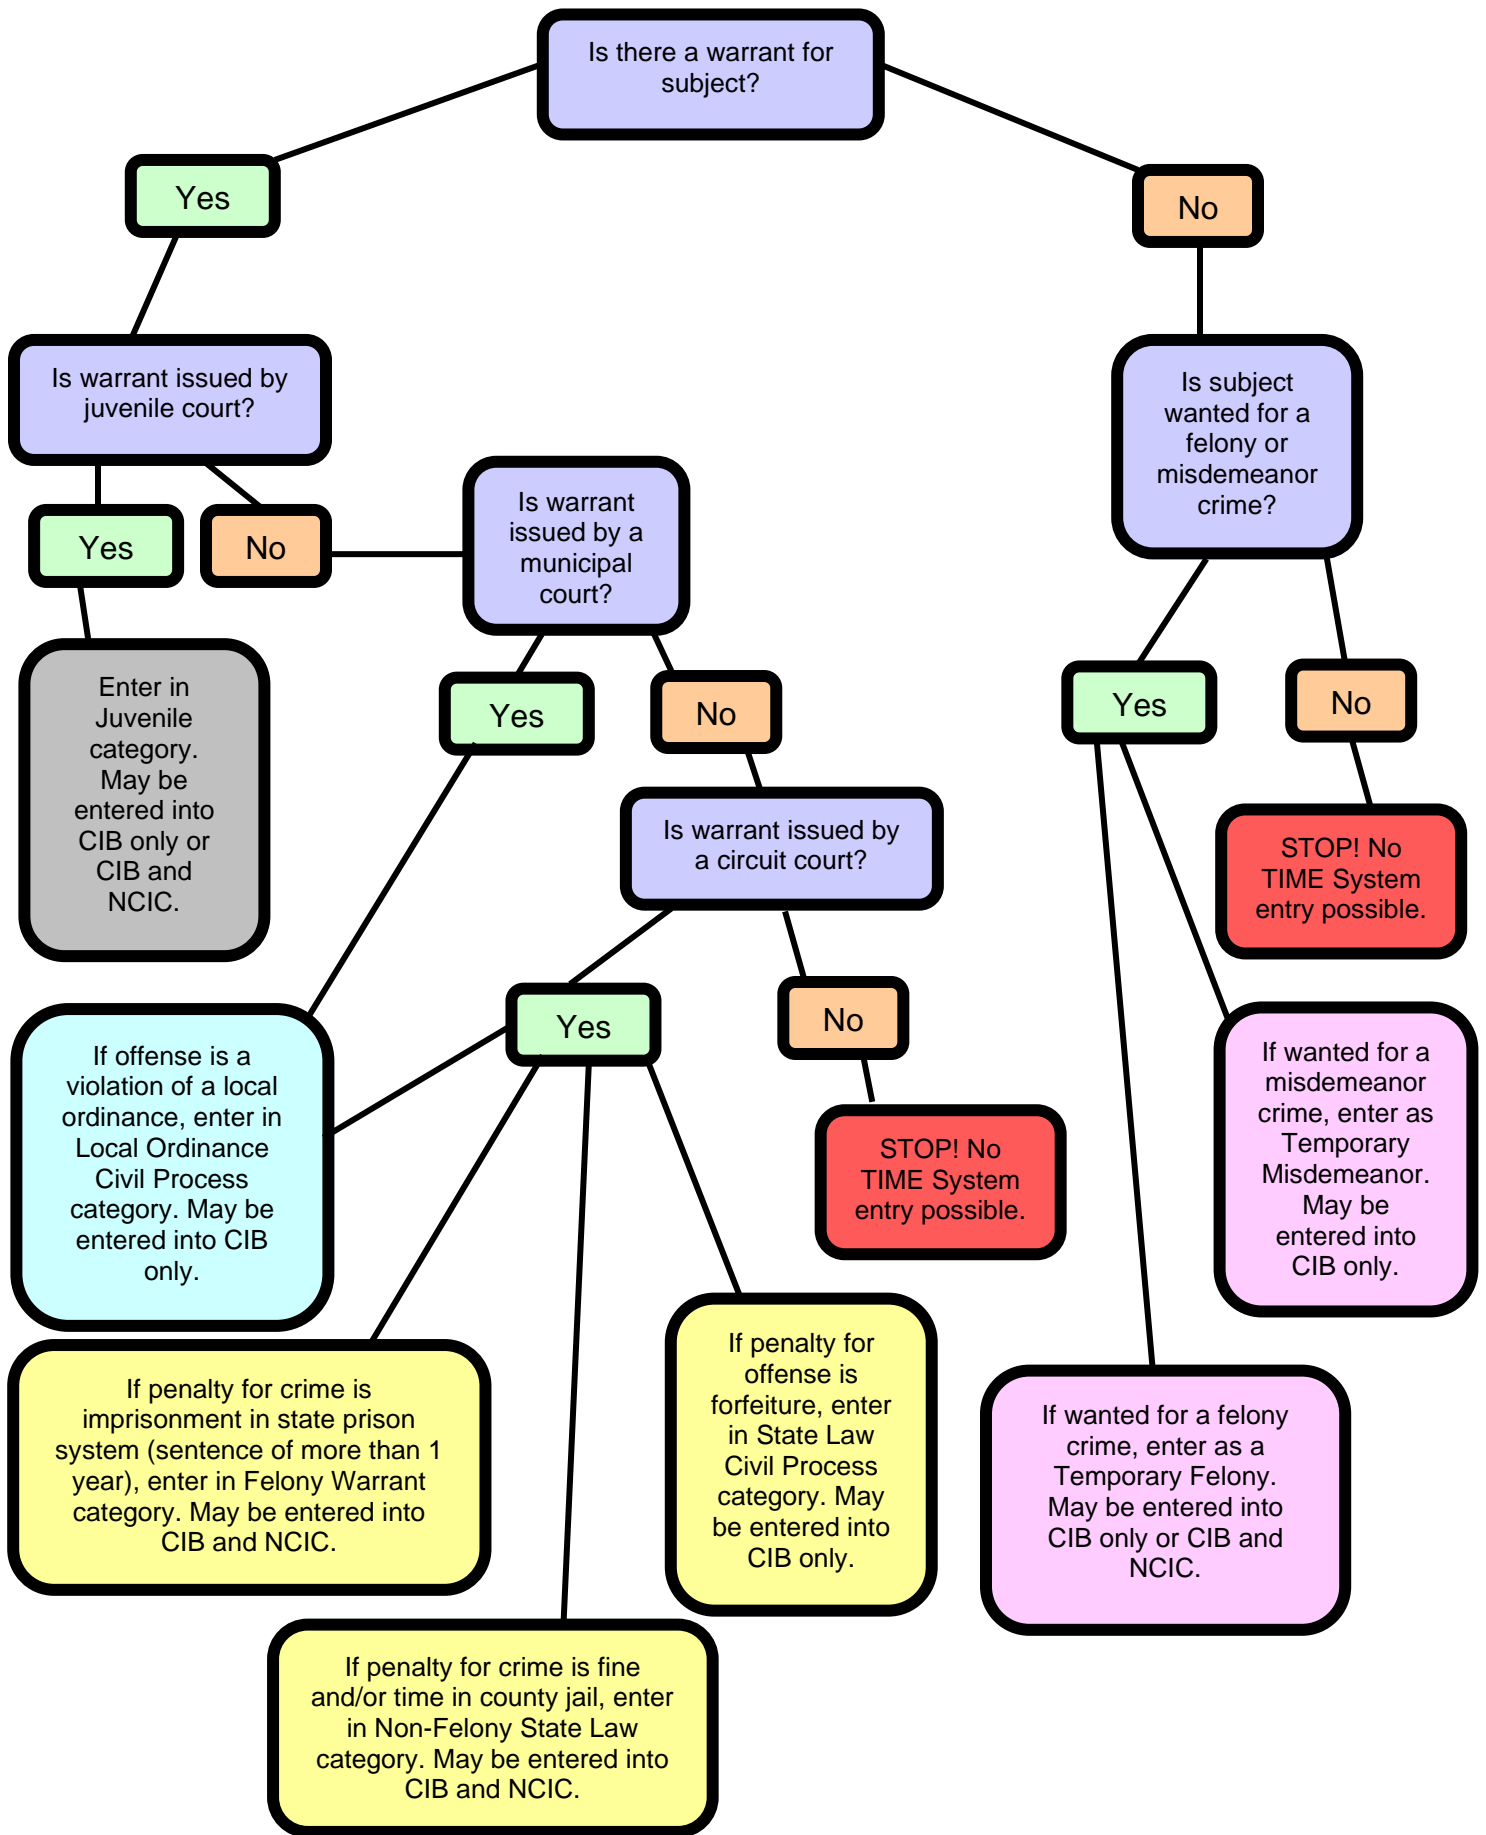 Is there a warrant for
subject?
Yes
No
Is warrant issued by
juvenile court?
Is subject
wanted for a
felony or
misdemeanor
crime?
Yes
No
Is warrant
issued by a
municipal
court?
Enter in
Juvenile
category.
May be
entered into
CIB only or
CIB and
NCIC.
Yes
No
Yes
No
Is warrant issued by
a circuit court?
STOP! No
TIME System
entry possible.
Yes
No
If offense is a
violation of a local
ordinance, enter in
Local Ordinance
Civil Process
category. May be
entered into CIB
only.
STOP! No
TIME System
entry possible.
If wanted for a
misdemeanor
crime, enter as
Temporary
Misdemeanor.
May be
entered into
CIB only.
If penalty for crime is
imprisonment in state prison
system (sentence of more than 1
year), enter in Felony Warrant
category. May be entered into
CIB and NCIC.
If penalty for
offense is
forfeiture, enter
in State Law
Civil Process
category. May
be entered into
CIB only.
If wanted for a felony
crime, enter as a
Temporary Felony.
May be entered into
CIB only or CIB and
NCIC.
If penalty for crime is fine
and/or time in county jail, enter
in Non-Felony State Law
category. May be entered into
CIB and NCIC.